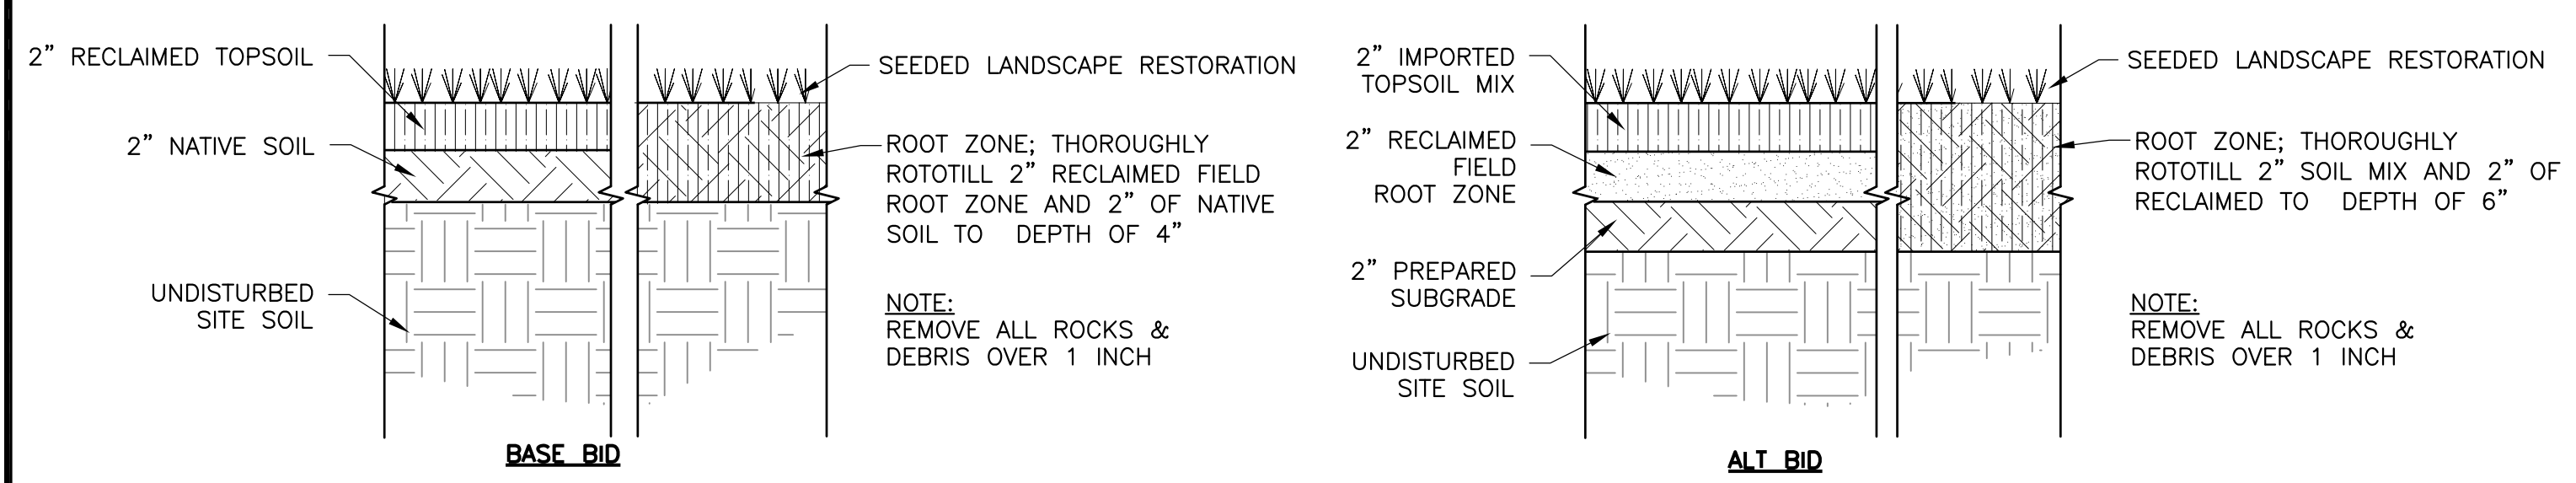 2” RECLAIMED TOPSOIL
2” NATIVE SOIL
UNDISTURBED
SITE SOIL
SEEDED LANDSCAPE RESTORATION
ROOT ZONE; THOROUGHLY
ROTOTILL 2” RECLAIMED FIELD
ROOT ZONE AND 2” OF NATIVE
SOIL TO DEPTH OF 4”
NOTE:
REMOVE ALL ROCKS &
DEBRIS OVER 1 INCH
BASE BID
2” IMPORTED
TOPSOIL MIX
2” RECLAIMED
FIELD
ROOT ZONE
2” PREPARED
SUBGRADE
UNDISTURBED
SITE SOIL
SEEDED LANDSCAPE RESTORATION
ROOT ZONE; THOROUGHLY
ROTOTILL 2” SOIL MIX AND 2” OF
RECLAIMED TO DEPTH OF 6”
NOTE:
REMOVE ALL ROCKS &
DEBRIS OVER 1 INCH
ALT BID